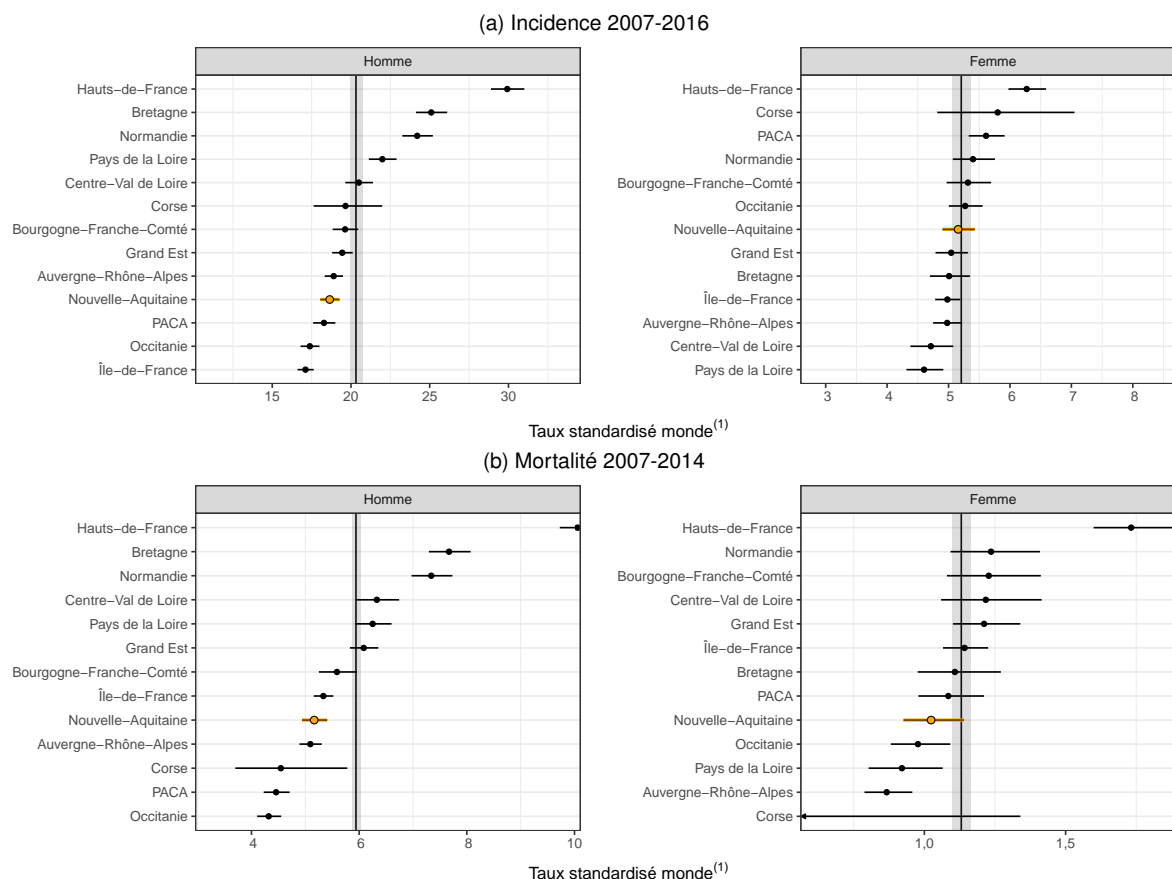 (a) Incidence 2007-2016
Homme
Hauts−de−France
Bretagne
Normandie
Pays de la Loire
Centre−Val de Loire
Corse
Bourgogne−Franche−Comté
Grand Est
Auvergne−Rhône−Alpes
Nouvelle−Aquitaine
PACA
Occitanie
Île−de−France
15 20 25 30
Femme
Hauts−de−France
Corse
PACA
Normandie
Bourgogne−Franche−Comté
Occitanie
Nouvelle−Aquitaine
Grand Est
Bretagne
Île−de−France
Auvergne−Rhône−Alpes
Centre−Val de Loire
Pays de la Loire
3 4 5 6 7 8
Taux standardisé monde(1)
(b) Mortalité 2007-2014
Homme
Hauts−de−France
Bretagne
Normandie
Centre−Val de Loire
Pays de la Loire
Grand Est
Bourgogne−Franche−Comté
Île−de−France
Nouvelle−Aquitaine
Auvergne−Rhône−Alpes
Corse
PACA
Occitanie
4 6 8 10
Femme
Hauts−de−France
Normandie
Bourgogne−Franche−Comté
Centre−Val de Loire
Grand Est
Île−de−France
Bretagne
PACA
Nouvelle−Aquitaine
Occitanie
Pays de la Loire
Auvergne−Rhône−Alpes
Corse
1,0 1,5
Taux standardisé monde(1)